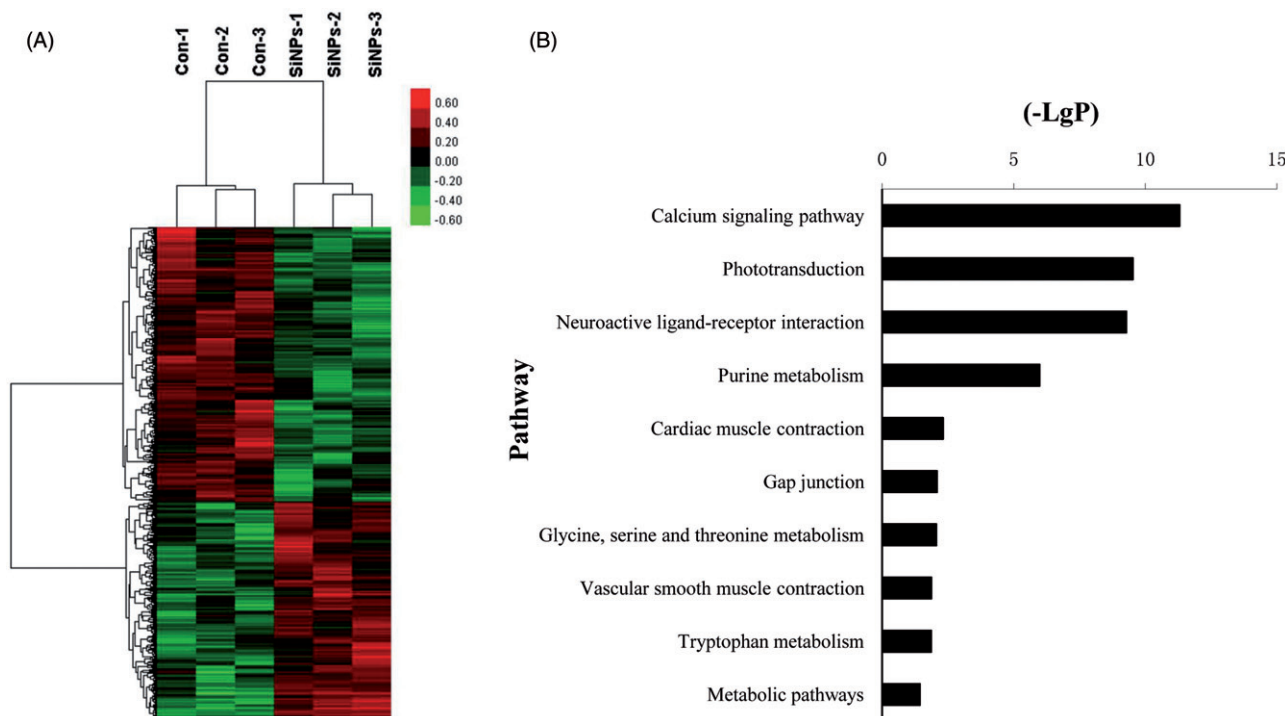 (A)
Con-1
Con-2
Con-3
SiNPs-1
SiNPs-2
SiNPs-3
0.60
0.40
0.20
0.00
-0.20
-0.40
-0.60
(B)
(-LgP)
0
5
10
15
Pathway
Calcium signaling pathway
Phototransduction
Neuroactive ligand-receptor interaction
Purine metabolism
Cardiac muscle contraction
Gap junction
Glycine, serine and threonine metabolism
Vascular smooth muscle contraction
Tryptophan metabolism
Metabolic pathways